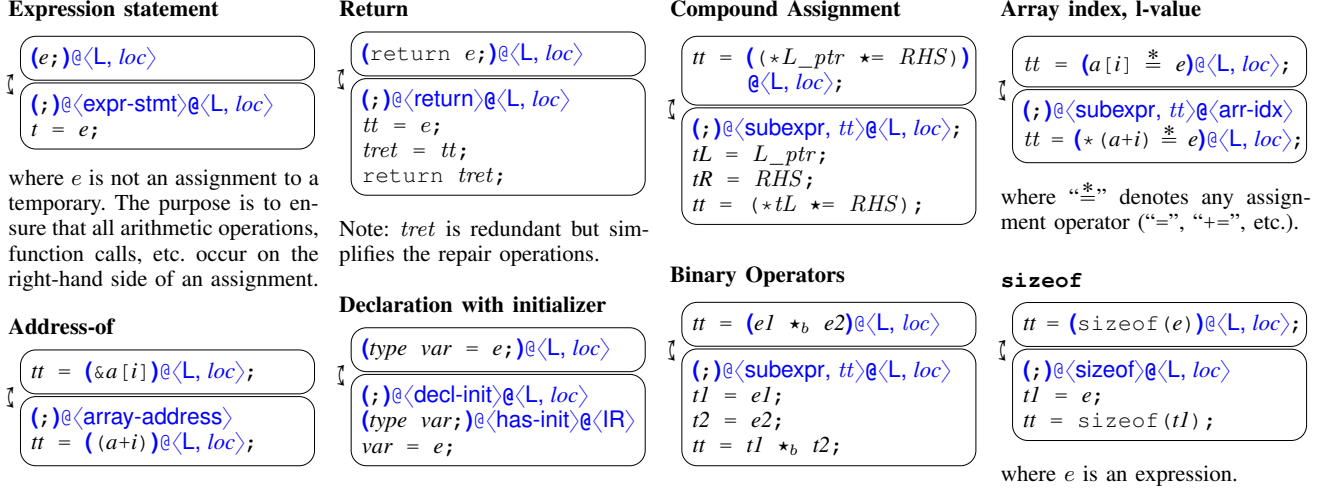 Expression statement
(e;)@⟨L, loc⟩
(;)@⟨expr-stmt⟩@⟨L, loc⟩
t = e;
where e is not an assignment to a
temporary. The purpose is to en-
sure that all arithmetic operations,
function calls, etc. occur on the
right-hand side of an assignment.
Address-of
tt = (&a[i])@⟨L, loc⟩;
(;)@⟨array-address⟩
tt = ((a+i))@⟨L, loc⟩;
Return
(return e;)@⟨L, loc⟩
(;)@⟨return⟩@⟨L, loc⟩
tt = e;
tret = tt;
return tret;
Note: tret is redundant but sim-
plifies the repair operations.
Declaration with initializer
(type var = e;)@⟨L, loc⟩
(;)@⟨decl-init⟩@⟨L, loc⟩
(type var;)@⟨has-init⟩@⟨IR⟩
var = e;
Compound Assignment
tt = ((*L_ptr ⋆= RHS))
@⟨L, loc⟩;
(;)@⟨subexpr, tt⟩@⟨L, loc⟩;
tL = L_ptr;
tR = RHS;
tt = (*tL ⋆= RHS);
Binary Operators
tt = (e1 ⋆b e2)@⟨L, loc⟩
(;)@⟨subexpr, tt⟩@⟨L, loc⟩
t1 = e1;
t2 = e2;
tt = t1 ⋆b t2;
Array index, l-value
tt = (a[i] ≛ e)@⟨L, loc⟩;
(;)@⟨subexpr, tt⟩@⟨arr-idx⟩
tt = (*(a+i) ≛ e)@⟨L, loc⟩;
where “≛” denotes any assign-
ment operator (“=”, “+=”, etc.).
sizeof
tt = (sizeof(e))@⟨L, loc⟩;
(;)@⟨sizeof⟩@⟨L, loc⟩
t1 = e;
tt = sizeof(t1);
where e is an expression.